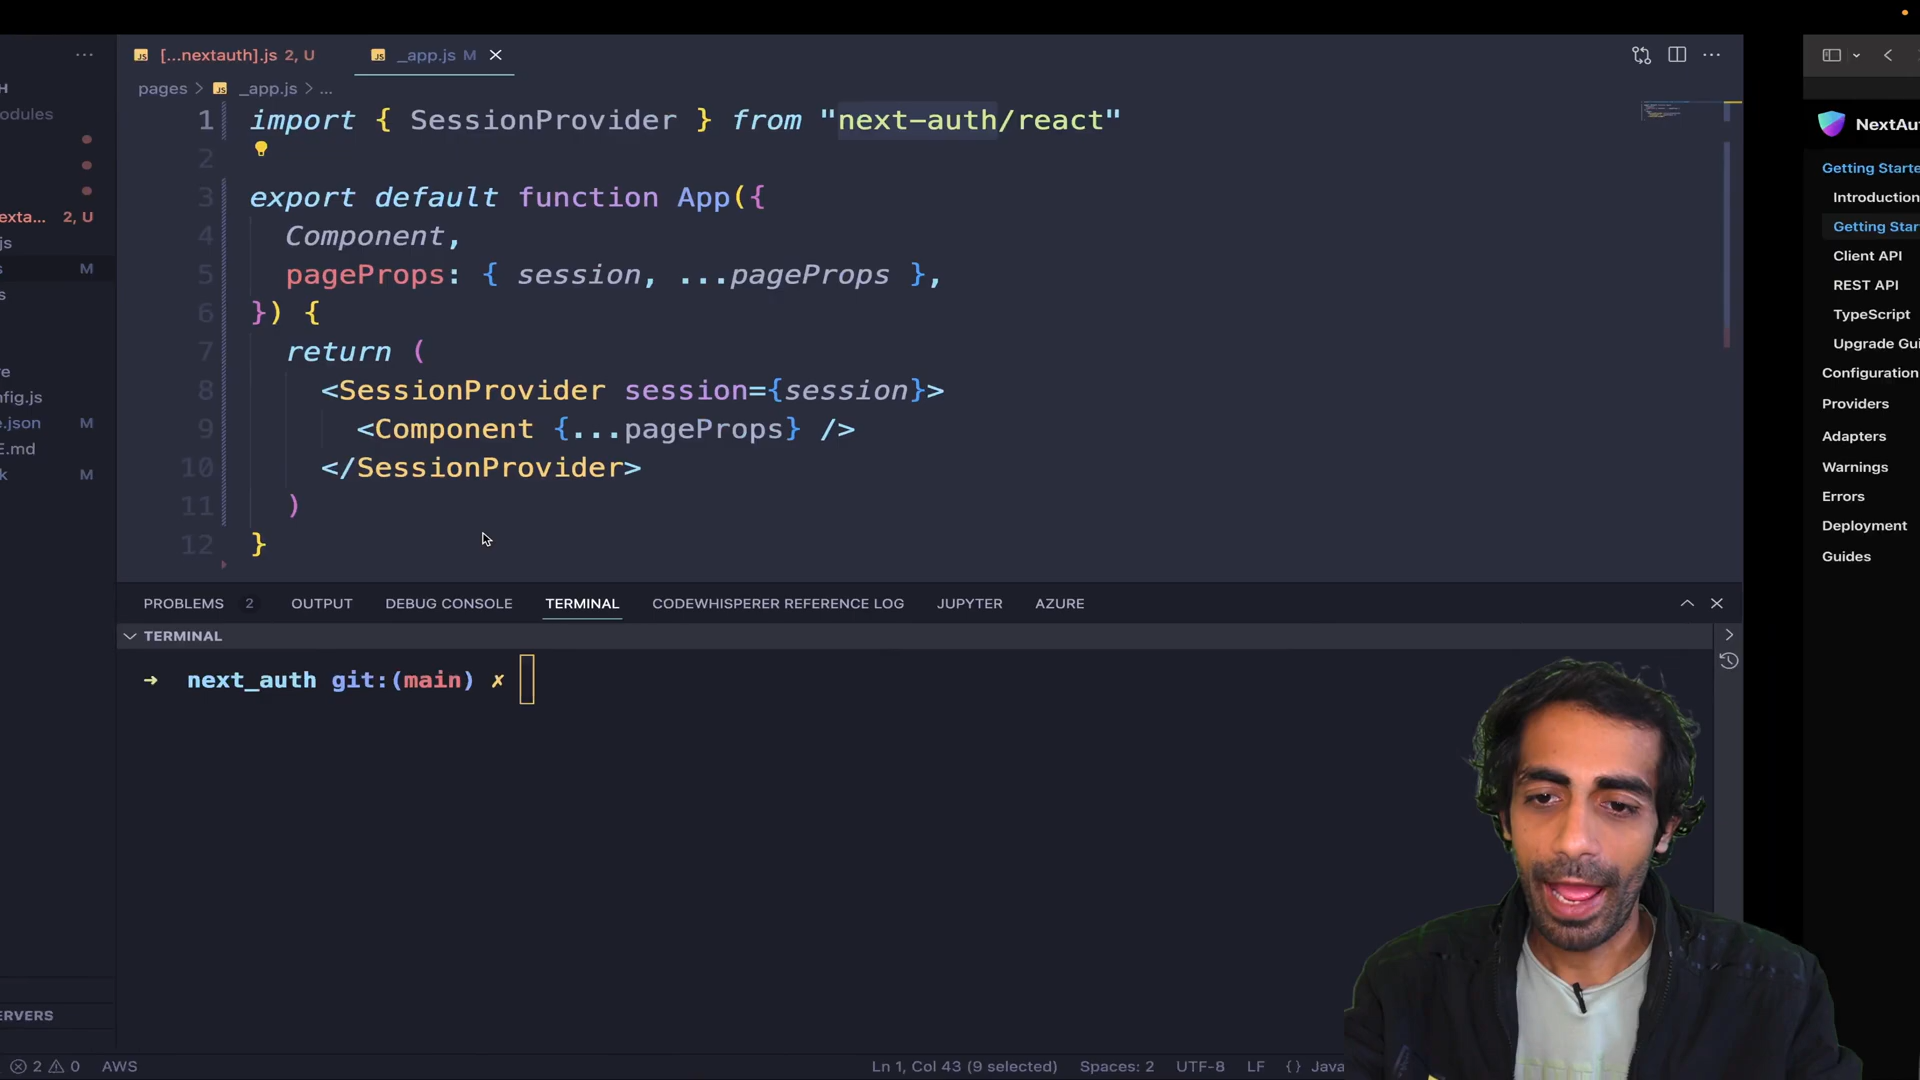 [...nextauth].js 2, U
_app.js M
pages > _app.js > ...
H
odules
exta... 2, U
js
s M
s
re
nfig.js
e.json M
E.md
k M
1 import { SessionProvider } from "next-auth/react"
2
3 export default function App({
4 Component,
5 pageProps: { session, ...pageProps },
6 }) {
7 return (
8 <SessionProvider session={session}>
9 <Component {...pageProps} />
10 </SessionProvider>
11 )
12 }
PROBLEMS 2 OUTPUT DEBUG CONSOLE TERMINAL CODEWHISPERER REFERENCE LOG JUPYTER AZURE
TERMINAL
→ next_auth git:(main) ✗
ERVERS
2 0 AWS
Ln 1, Col 43 (9 selected) Spaces: 2 UTF-8 LF {} Java
NextAu
Getting Starte
Introduction
Getting Star
Client API
REST API
TypeScript
Upgrade Gui
Configuration
Providers
Adapters
Warnings
Errors
Deployment
Guides